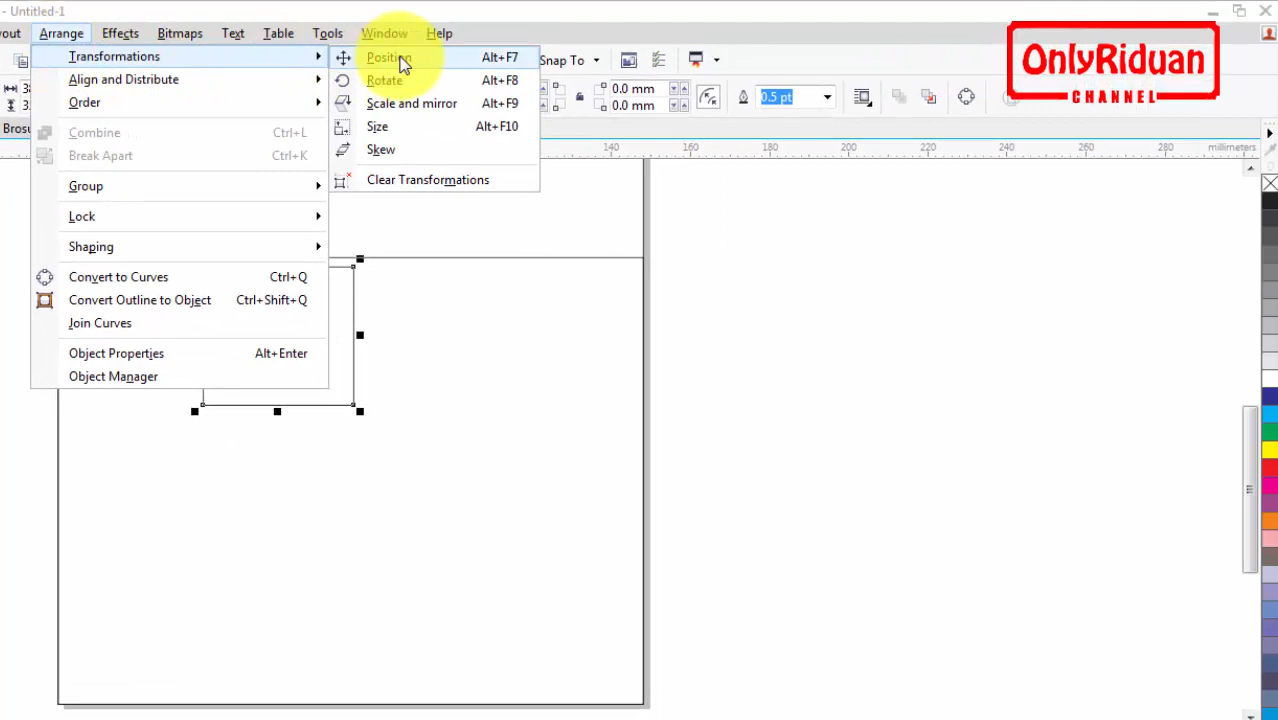 - Untitled-1
out Arrange Effects Bitmaps Text Table Tools Window Help
Transformations
Align and Distribute
Order
Combine Ctrl+L
Break Apart Ctrl+K
Group
Lock
Shaping
Convert to Curves Ctrl+Q
Convert Outline to Object Ctrl+Shift+Q
Join Curves
Object Properties Alt+Enter
Object Manager
Position Alt+F7
Rotate Alt+F8
Scale and mirror Alt+F9
Size Alt+F10
Skew
Clear Transformations
Snap To
0.0 mm
0.0 mm
0.5 pt
OnlyRiduan
CHANNEL
Brosu
140 160 180 200 220 240 260 280 millimeters